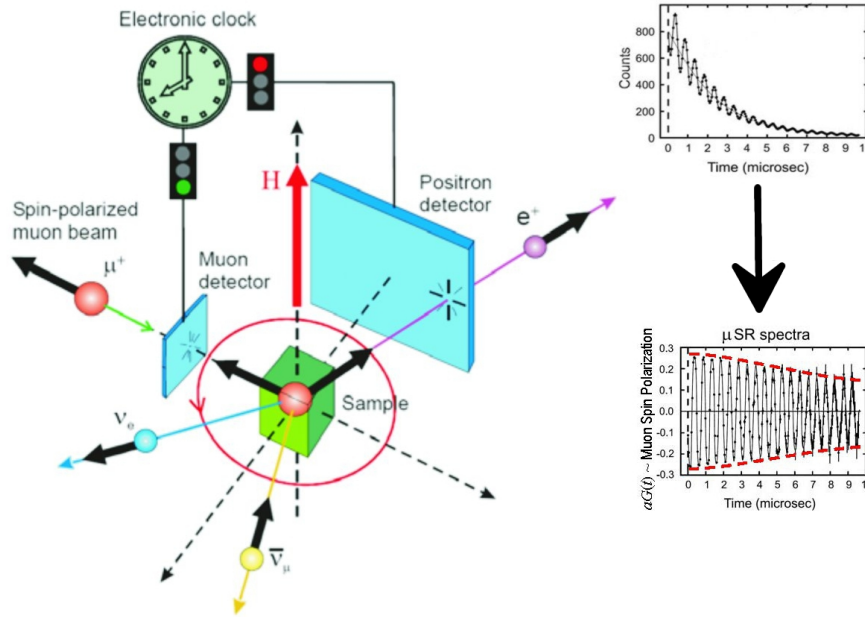 Electronic clock
H
Positron
detector
e⁺
Spin-polarized
muon beam
μ⁺
Muon
detector
Sample
νₑ
ν̅μ
Counts
800
600
400
200
0
0 1 2 3 4 5 6 7 8 9 1
Time (microsec)
μSR spectra
aG(t) ~ Muon Spin Polarization
0.3
0.2
0.1
0.0
-0.1
-0.2
-0.3
0 1 2 3 4 5 6 7 8 9 1
Time (microsec)